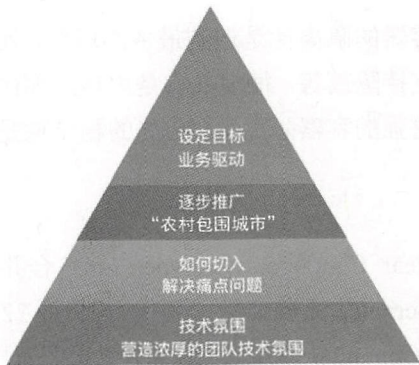 设定目标
业务驱动
逐步推广
“农村包围城市”
如何切入
解决痛点问题
技术氛围
营造浓厚的团队技术氛围